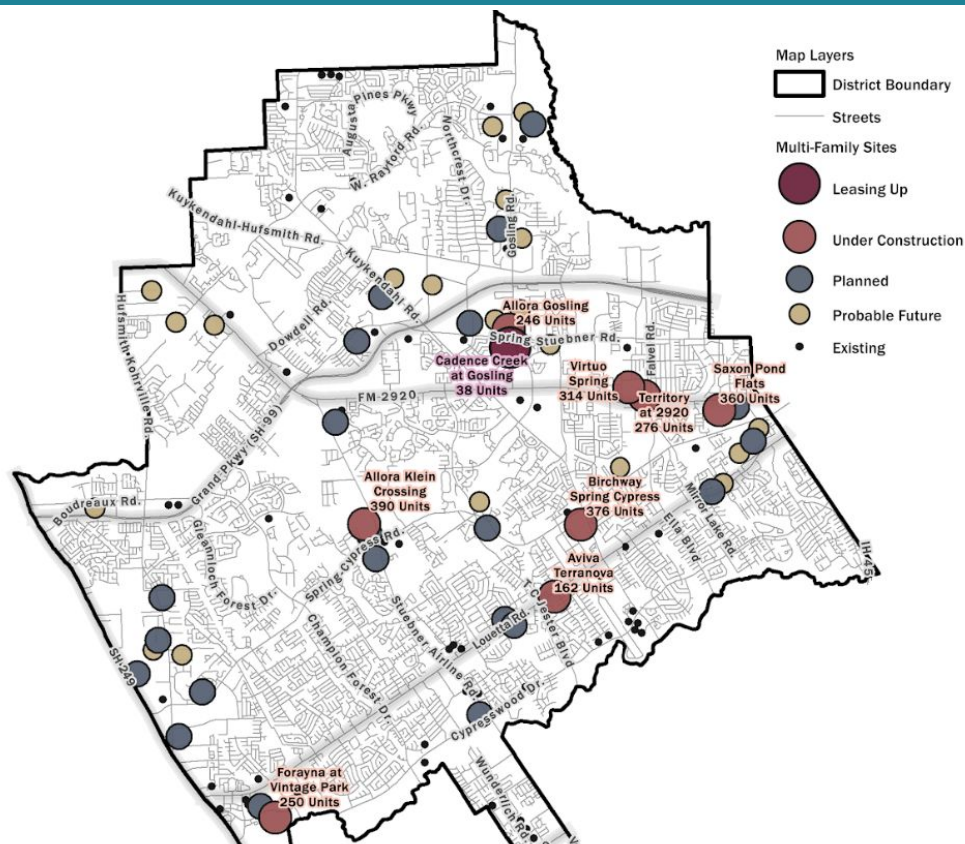 Map Layers
District Boundary
Streets
Multi-Family Sites
Leasing Up
Under Construction
Planned
Probable Future
Existing
Augusta Pines Pkwy
W. Rayford Rd.
Northcrest Dr.
Gosling Rd.
Kuykendahl-Hufsmith Rd.
Kuykendahl Rd.
Hufsmith-Kohrville Rd.
Dowdell Rd.
Allora Gosling
246 Units
Spring Stuebner Rd.
Cadence Creek
at Gosling
38 Units
Falvel Rd.
Virtuo
Spring
314 Units
Territory
at 2920
276 Units
Saxon Pond
Flats
360 Units
FM 2920
Grand Pkwy (SH 99)
Boudreaux Rd.
Allora Klein
Crossing
390 Units
Birchway
Spring Cypress
376 Units
Mirror Lake Rd.
Ella Blvd
IH 45
Gleannloch Forest Dr.
Spring Cypress Rd.
Aviva
Terranova
162 Units
T.C. Jester Blvd
Louetta Rd.
Stuebner Airline Rd.
Champion Forest Dr.
SH-249
Cypresswood Dr.
Forayna at
Vintage Park
250 Units
Wunderlich Rd.